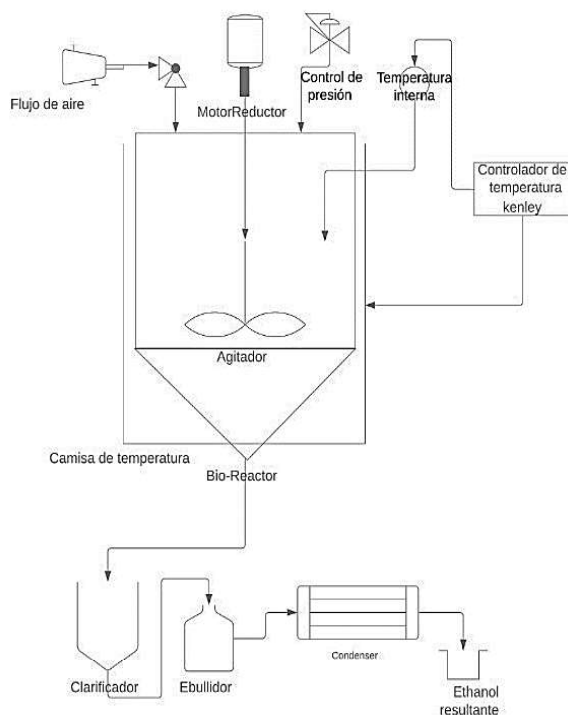 Flujo de aire
MotorReductor
Control de
presión
Temperatura
interna
Controlador de
temperatura
kenley
Agitador
Camisa de temperatura
Bio-Reactor
Clarificador
Ebullidor
Condenser
Ethanol
resultante